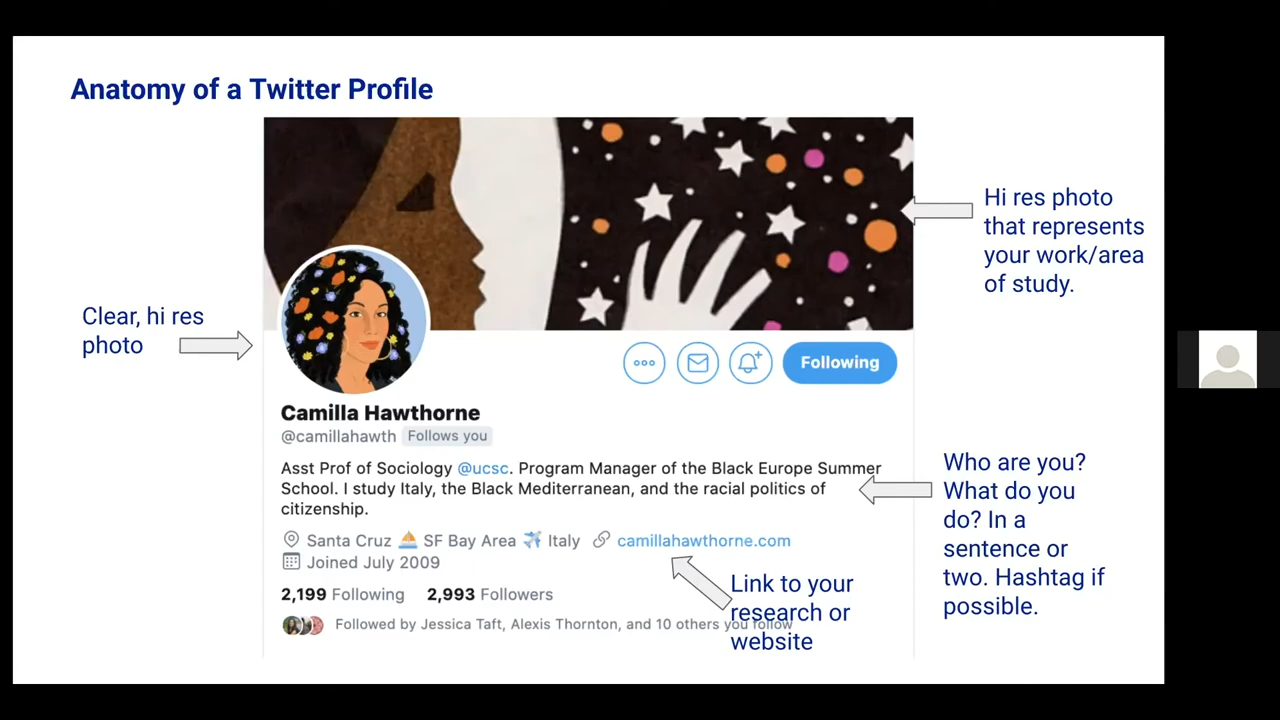 Anatomy of a Twitter Profile
Hi res photo
that represents
your work/area
of study.
Clear, hi res
photo
Following
Camilla Hawthorne
@camillahawth Follows you
Asst Prof of Sociology @ucsc. Program Manager of the Black Europe Summer
School. I study Italy, the Black Mediterranean, and the racial politics of
citizenship.
Who are you?
What do you
do? In a
sentence or
two. Hashtag if
possible.
Santa Cruz ⛵ SF Bay Area ✈️ Italy camillahawthorne.com
Joined July 2009
2,199 Following 2,993 Followers
Followed by Jessica Taft, Alexis Thornton, and 10 others you follow
Link to your
research or
website